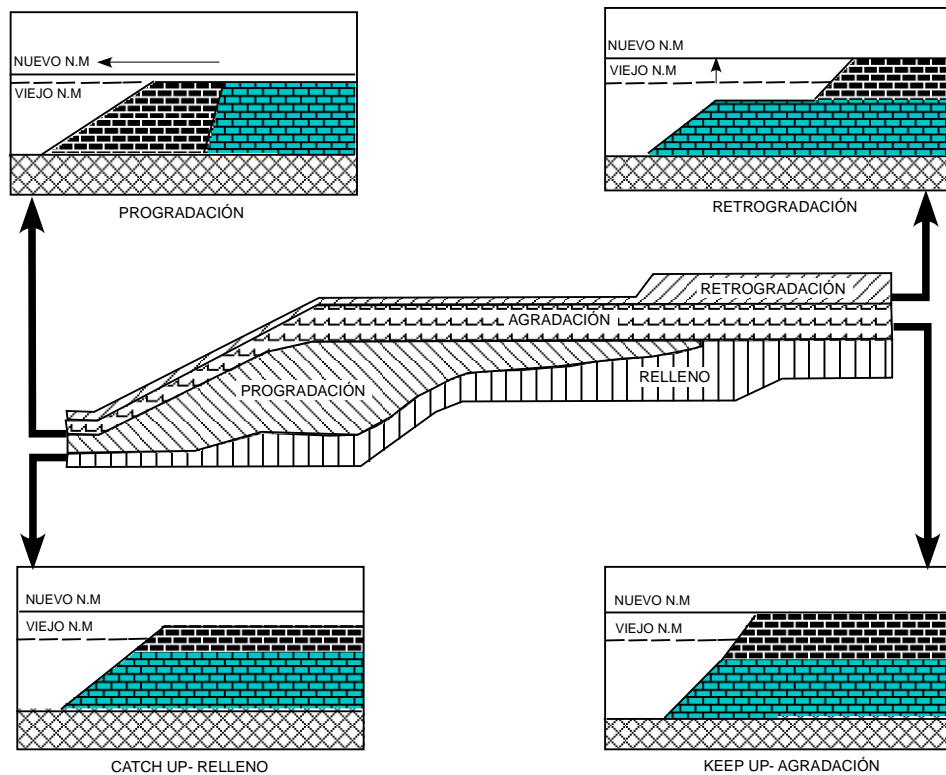 NUEVO N.M
VIEJO N.M
PROGRADACIÓN
NUEVO N.M
VIEJO N.M
RETROGRADACIÓN
RETROGRADACIÓN
AGRADACIÓN
PROGRADACIÓN
RELLENO
NUEVO N.M
VIEJO N.M
CATCH UP- RELLENO
NUEVO N.M
VIEJO N.M
KEEP UP- AGRADACIÓN